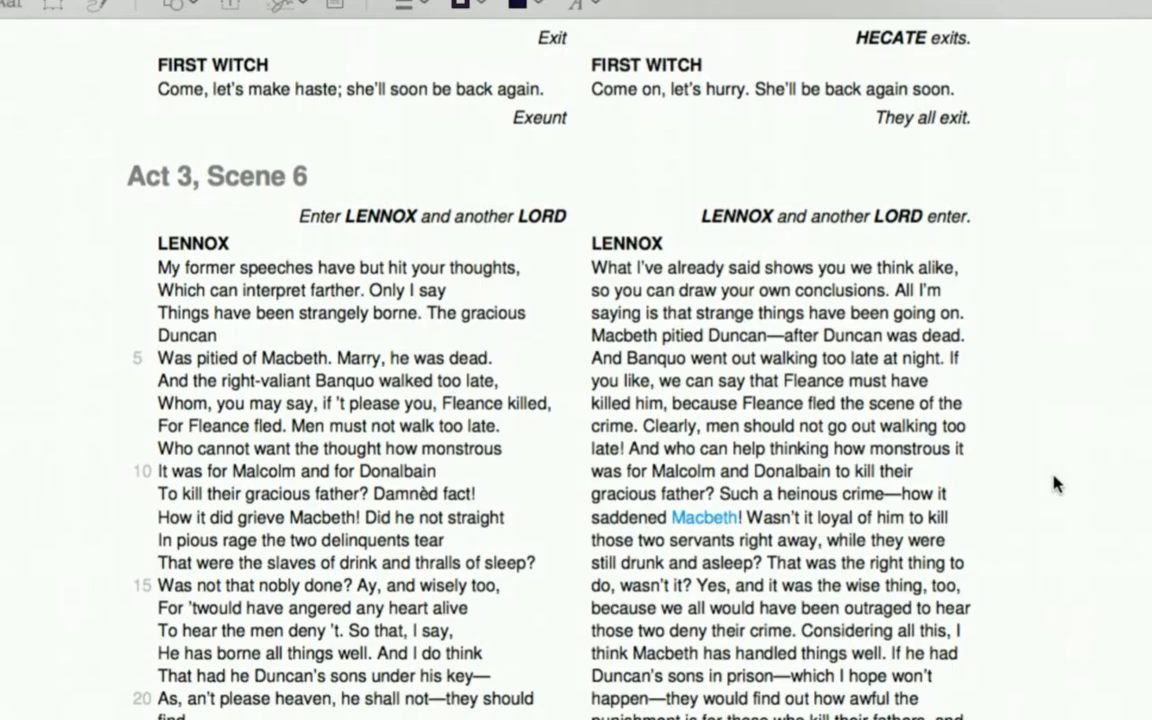 Exit
FIRST WITCH
Come, let's make haste; she'll soon be back again.
Exeunt
Act 3, Scene 6
Enter LENNOX and another LORD
LENNOX
My former speeches have but hit your thoughts,
Which can interpret farther. Only I say
Things have been strangely borne. The gracious
Duncan
5 Was pitied of Macbeth. Marry, he was dead.
And the right-valiant Banquo walked too late,
Whom, you may say, if 't please you, Fleance killed,
For Fleance fled. Men must not walk too late.
Who cannot want the thought how monstrous
10 It was for Malcolm and for Donalbain
To kill their gracious father? Damnèd fact!
How it did grieve Macbeth! Did he not straight
In pious rage the two delinquents tear
That were the slaves of drink and thralls of sleep?
15 Was not that nobly done? Ay, and wisely too,
For 'twould have angered any heart alive
To hear the men deny 't. So that, I say,
He has borne all things well. And I do think
That had he Duncan's sons under his key—
20 As, an't please heaven, he shall not—they should
find
HECATE exits.
FIRST WITCH
Come on, let's hurry. She'll be back again soon.
They all exit.
LENNOX and another LORD enter.
LENNOX
What I've already said shows you we think alike,
so you can draw your own conclusions. All I'm
saying is that strange things have been going on.
Macbeth pitied Duncan—after Duncan was dead.
And Banquo went out walking too late at night. If
you like, we can say that Fleance must have
killed him, because Fleance fled the scene of the
crime. Clearly, men should not go out walking too
late! And who can help thinking how monstrous it
was for Malcolm and Donalbain to kill their
gracious father? Such a heinous crime—how it
saddened Macbeth! Wasn't it loyal of him to kill
those two servants right away, while they were
still drunk and asleep? That was the right thing to
do, wasn't it? Yes, and it was the wise thing, too,
because we all would have been outraged to hear
those two deny their crime. Considering all this, I
think Macbeth has handled things well. If he had
Duncan's sons in prison—which I hope won't
happen—they would find out how awful the
punishment is for those who kill their fathers, and